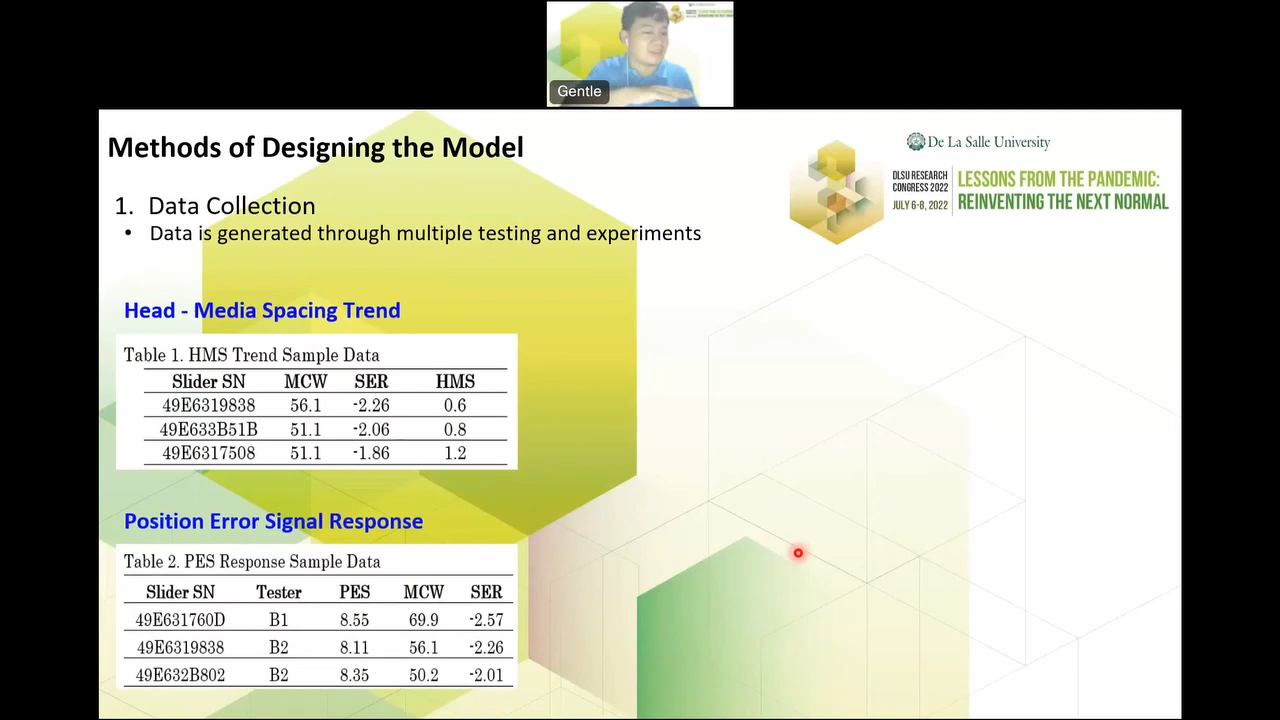 Gentle
Methods of Designing the Model
De La Salle University
DLSU RESEARCH
CONGRESS 2022
JULY 6-8, 2022
LESSONS FROM THE PANDEMIC:
REINVENTING THE NEXT NORMAL
1. Data Collection
• Data is generated through multiple testing and experiments
Head - Media Spacing Trend
Table 1. HMS Trend Sample Data
Slider SN MCW SER HMS
49E6319838 56.1 -2.26 0.6
49E633B51B 51.1 -2.06 0.8
49E6317508 51.1 -1.86 1.2
Position Error Signal Response
Table 2. PES Response Sample Data
Slider SN Tester PES MCW SER
49E631760D B1 8.55 69.9 -2.57
49E6319838 B2 8.11 56.1 -2.26
49E632B802 B2 8.35 50.2 -2.01